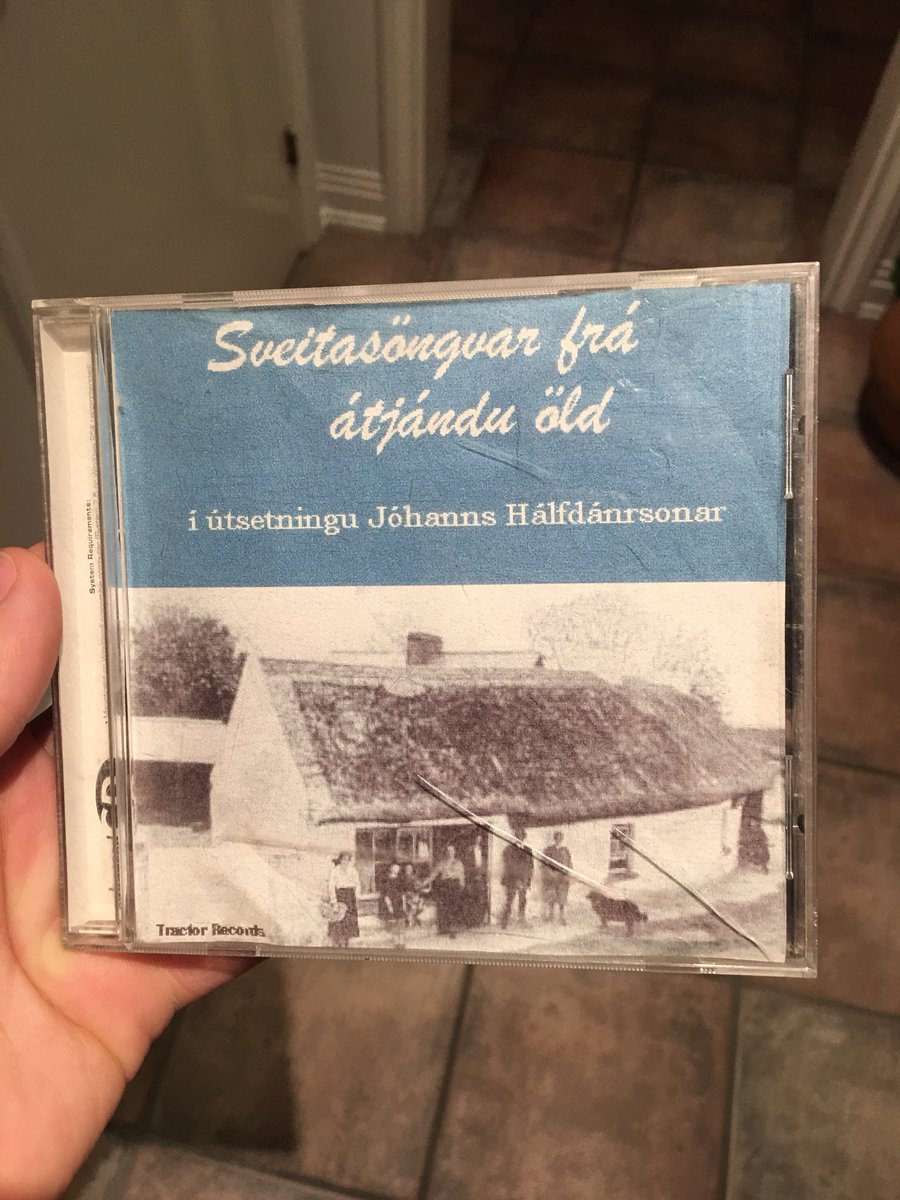 Sveitasöngvar frá
átjándu öld
í útsetningu Jóhanns Hálfdánrsonar
Tractor Records
System Requirements: